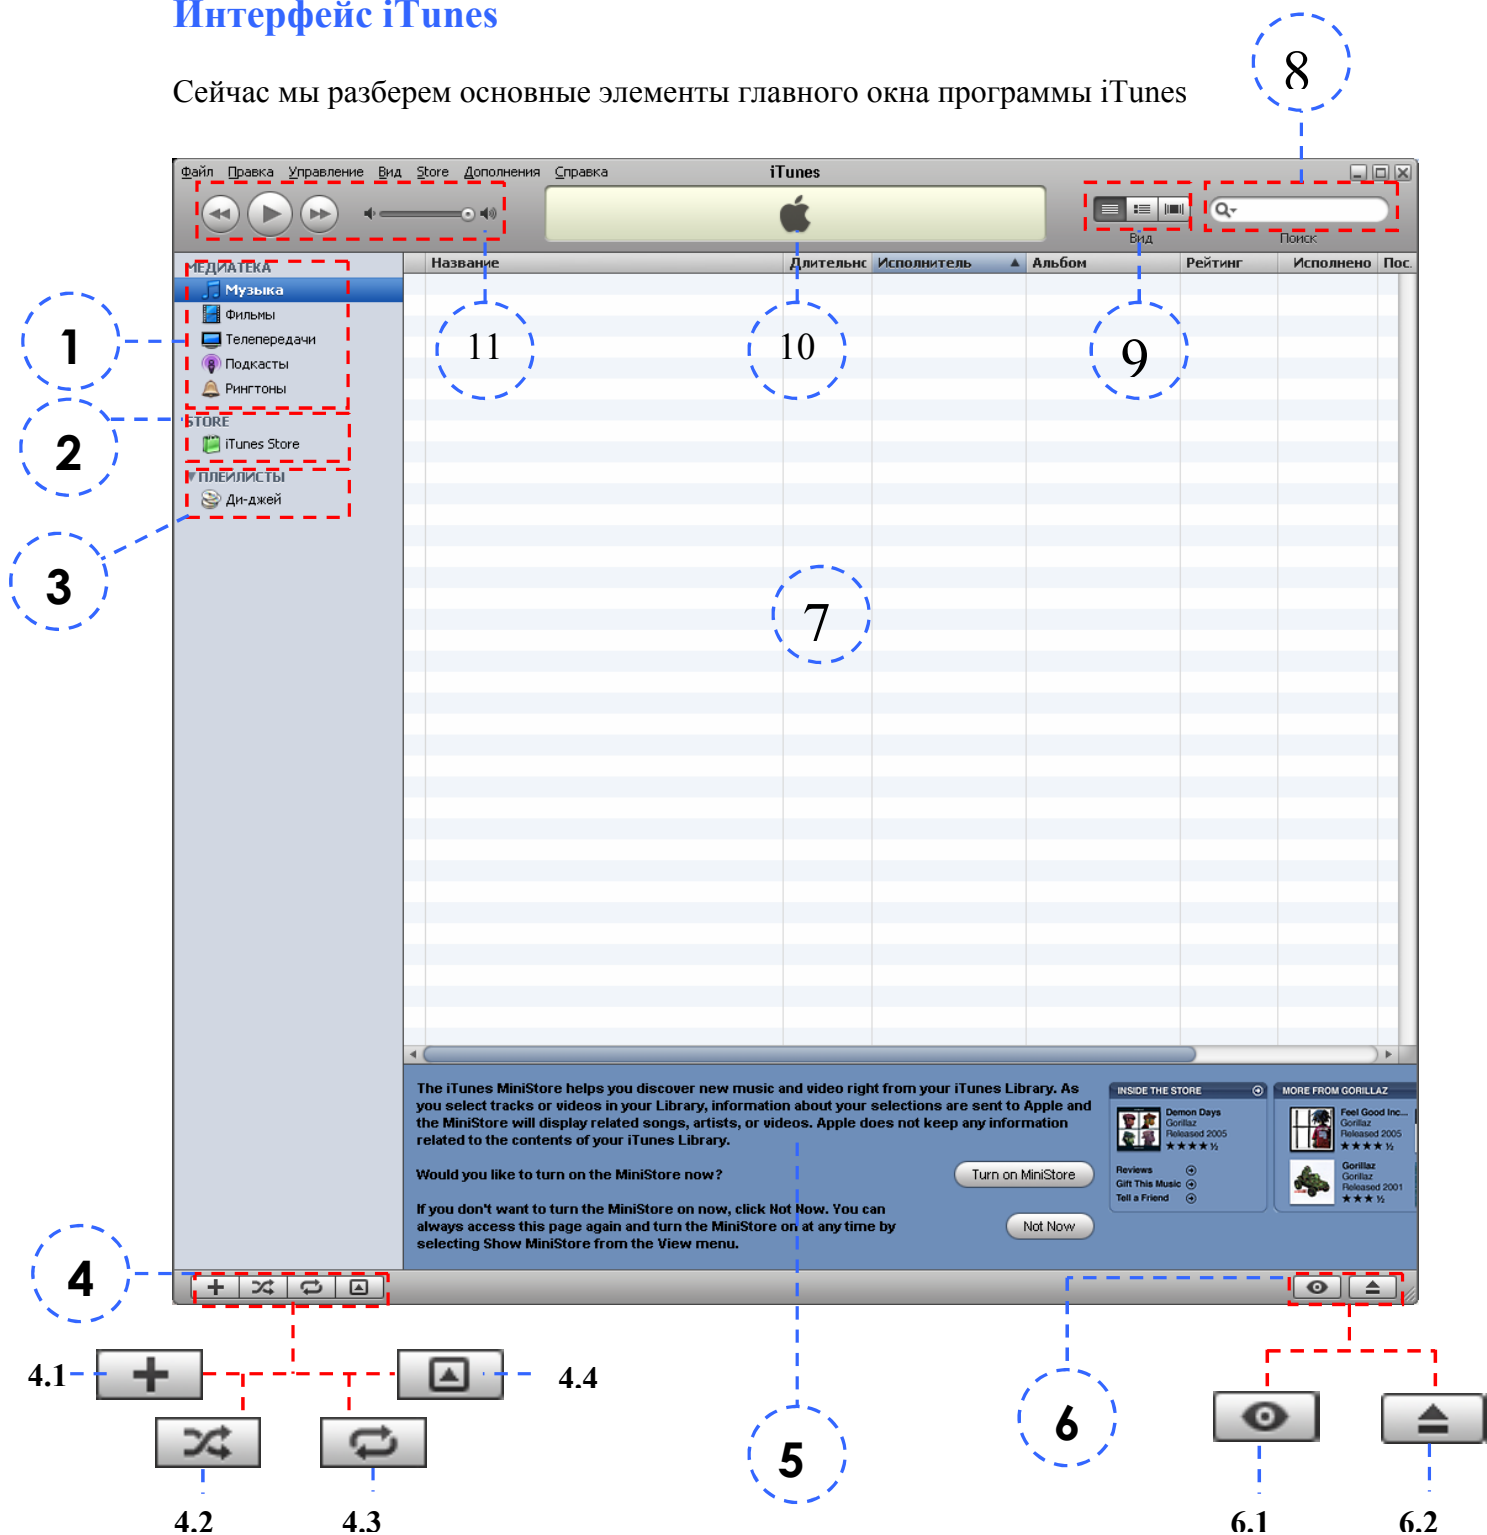 Интерфейс iTunes
8
Сейчас мы разберем основные элементы главного окна программы iTunes
Файл Правка Управление Вид Store Дополнения Справка iTunes
Вид Поиск
МЕДИАТЕКА
Название Длительнс Исполнитель Альбом Рейтинг Исполнено Пос.
Музыка
Фильмы
Телепередачи
Подкасты
Рингтоны
1
11
10
9
STORE
iTunes Store
2
ПЛЕЙЛИСТЫ
Ди-джей
3
7
The iTunes MiniStore helps you discover new music and video right from your iTunes Library. As
you select tracks or videos in your Library, information about your selections are sent to Apple and
the MiniStore will display related songs, artists, or videos. Apple does not keep any information
related to the contents of your iTunes Library.
Would you like to turn on the MiniStore now?
Turn on MiniStore
If you don't want to turn the MiniStore on now, click Not Now. You can
always access this page again and turn the MiniStore on at any time by
selecting Show MiniStore from the View menu.
Not Now
INSIDE THE STORE
Demon Days
Gorillaz
Released 2005
Reviews
Gift This Music
Tell a Friend
MORE FROM GORILLAZ
Feel Good Inc...
Gorillaz
Released 2005
Gorillaz
Gorillaz
Released 2001
4
4.1
4.4
5
6
4.2
4.3
6.1
6.2